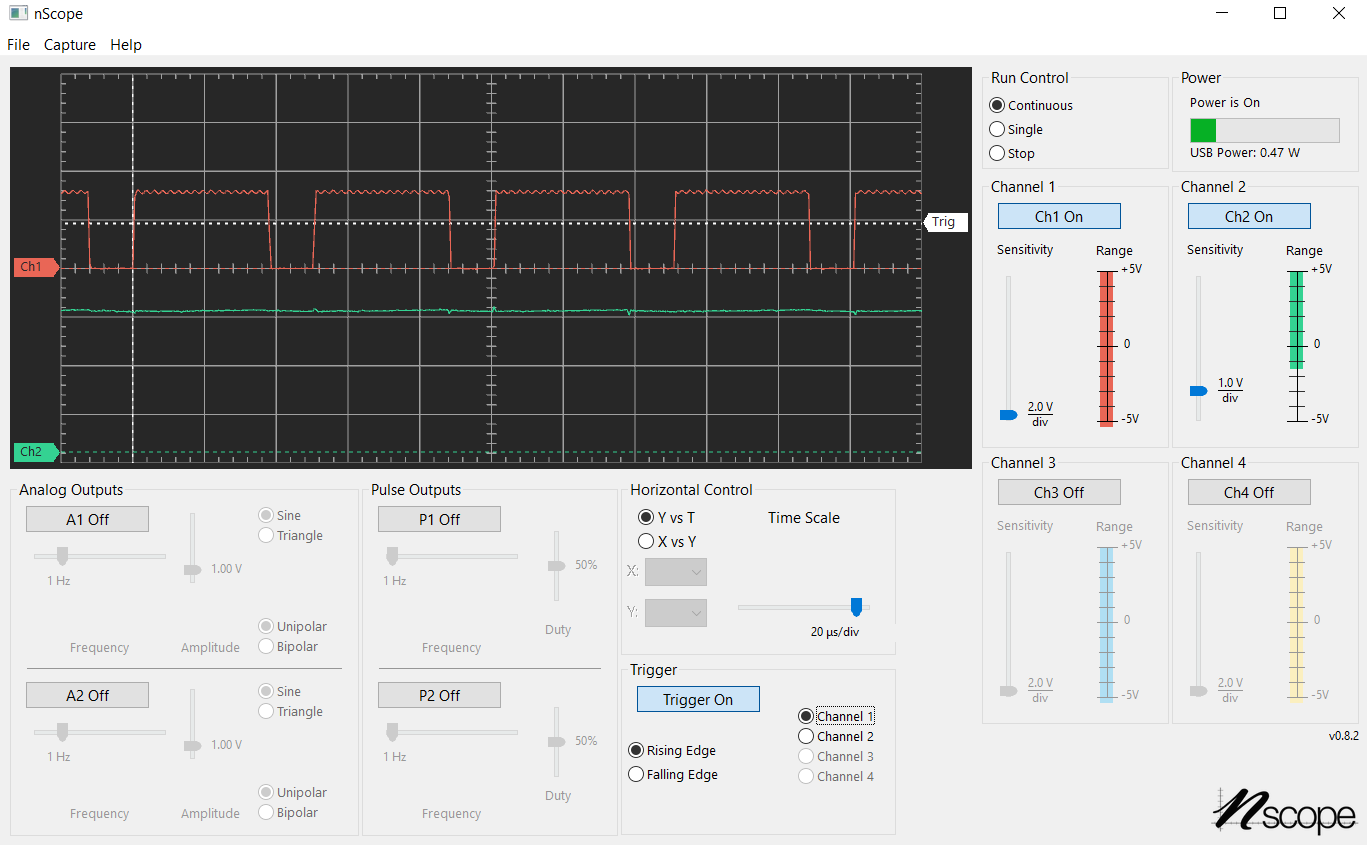 nScope
File Capture Help
Trig
Ch1
Ch2
Run Control
Continuous
Single
Stop
Power
Power is On
USB Power: 0.47 W
Channel 1
Ch1 On
Sensitivity
Range
+5V
0
-5V
2.0 V
div
Channel 2
Ch2 On
Sensitivity
Range
+5V
0
-5V
1.0 V
div
Channel 3
Ch3 Off
Sensitivity
Range
+5V
0
-5V
2.0 V
div
Channel 4
Ch4 Off
Sensitivity
Range
+5V
0
-5V
2.0 V
div
Analog Outputs
A1 Off
Sine
Triangle
1 Hz
1.00 V
Unipolar
Bipolar
Frequency
Amplitude
A2 Off
Sine
Triangle
1 Hz
1.00 V
Unipolar
Bipolar
Frequency
Amplitude
Pulse Outputs
P1 Off
1 Hz
50%
Duty
Frequency
P2 Off
1 Hz
50%
Duty
Frequency
Horizontal Control
Y vs T
X vs Y
Time Scale
X:
Y:
20 µs/div
Trigger
Trigger On
Rising Edge
Falling Edge
Channel 1
Channel 2
Channel 3
Channel 4
v0.8.2
nscope